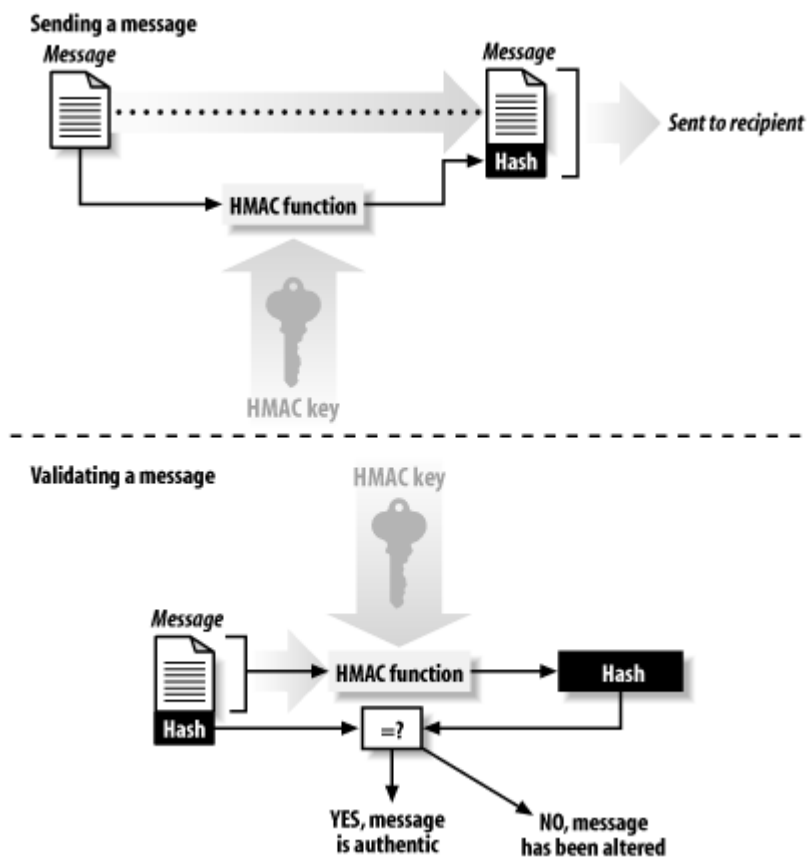 Sending a message
Message
Message
Sent to recipient
Hash
HMAC function
HMAC key
Validating a message
HMAC key
Message
HMAC function
Hash
Hash
=?
YES, message
is authentic
NO, message
has been altered